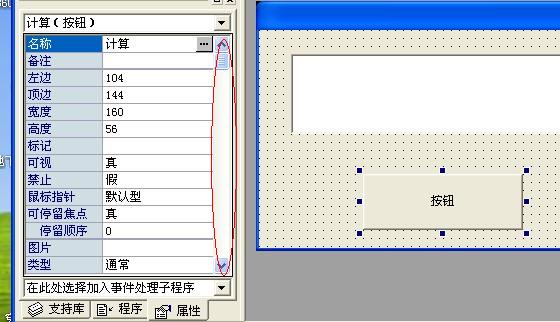 计算(按钮)
名称 计算
备注
左边 104
顶边 144
宽度 160
高度 56
标记
可视 真
禁止 假
鼠标指针 默认型
可停留焦点 真
停留顺序 0
图片
类型 通常
在此处选择加入事件处理子程序
支持库 程序 属性
按钮